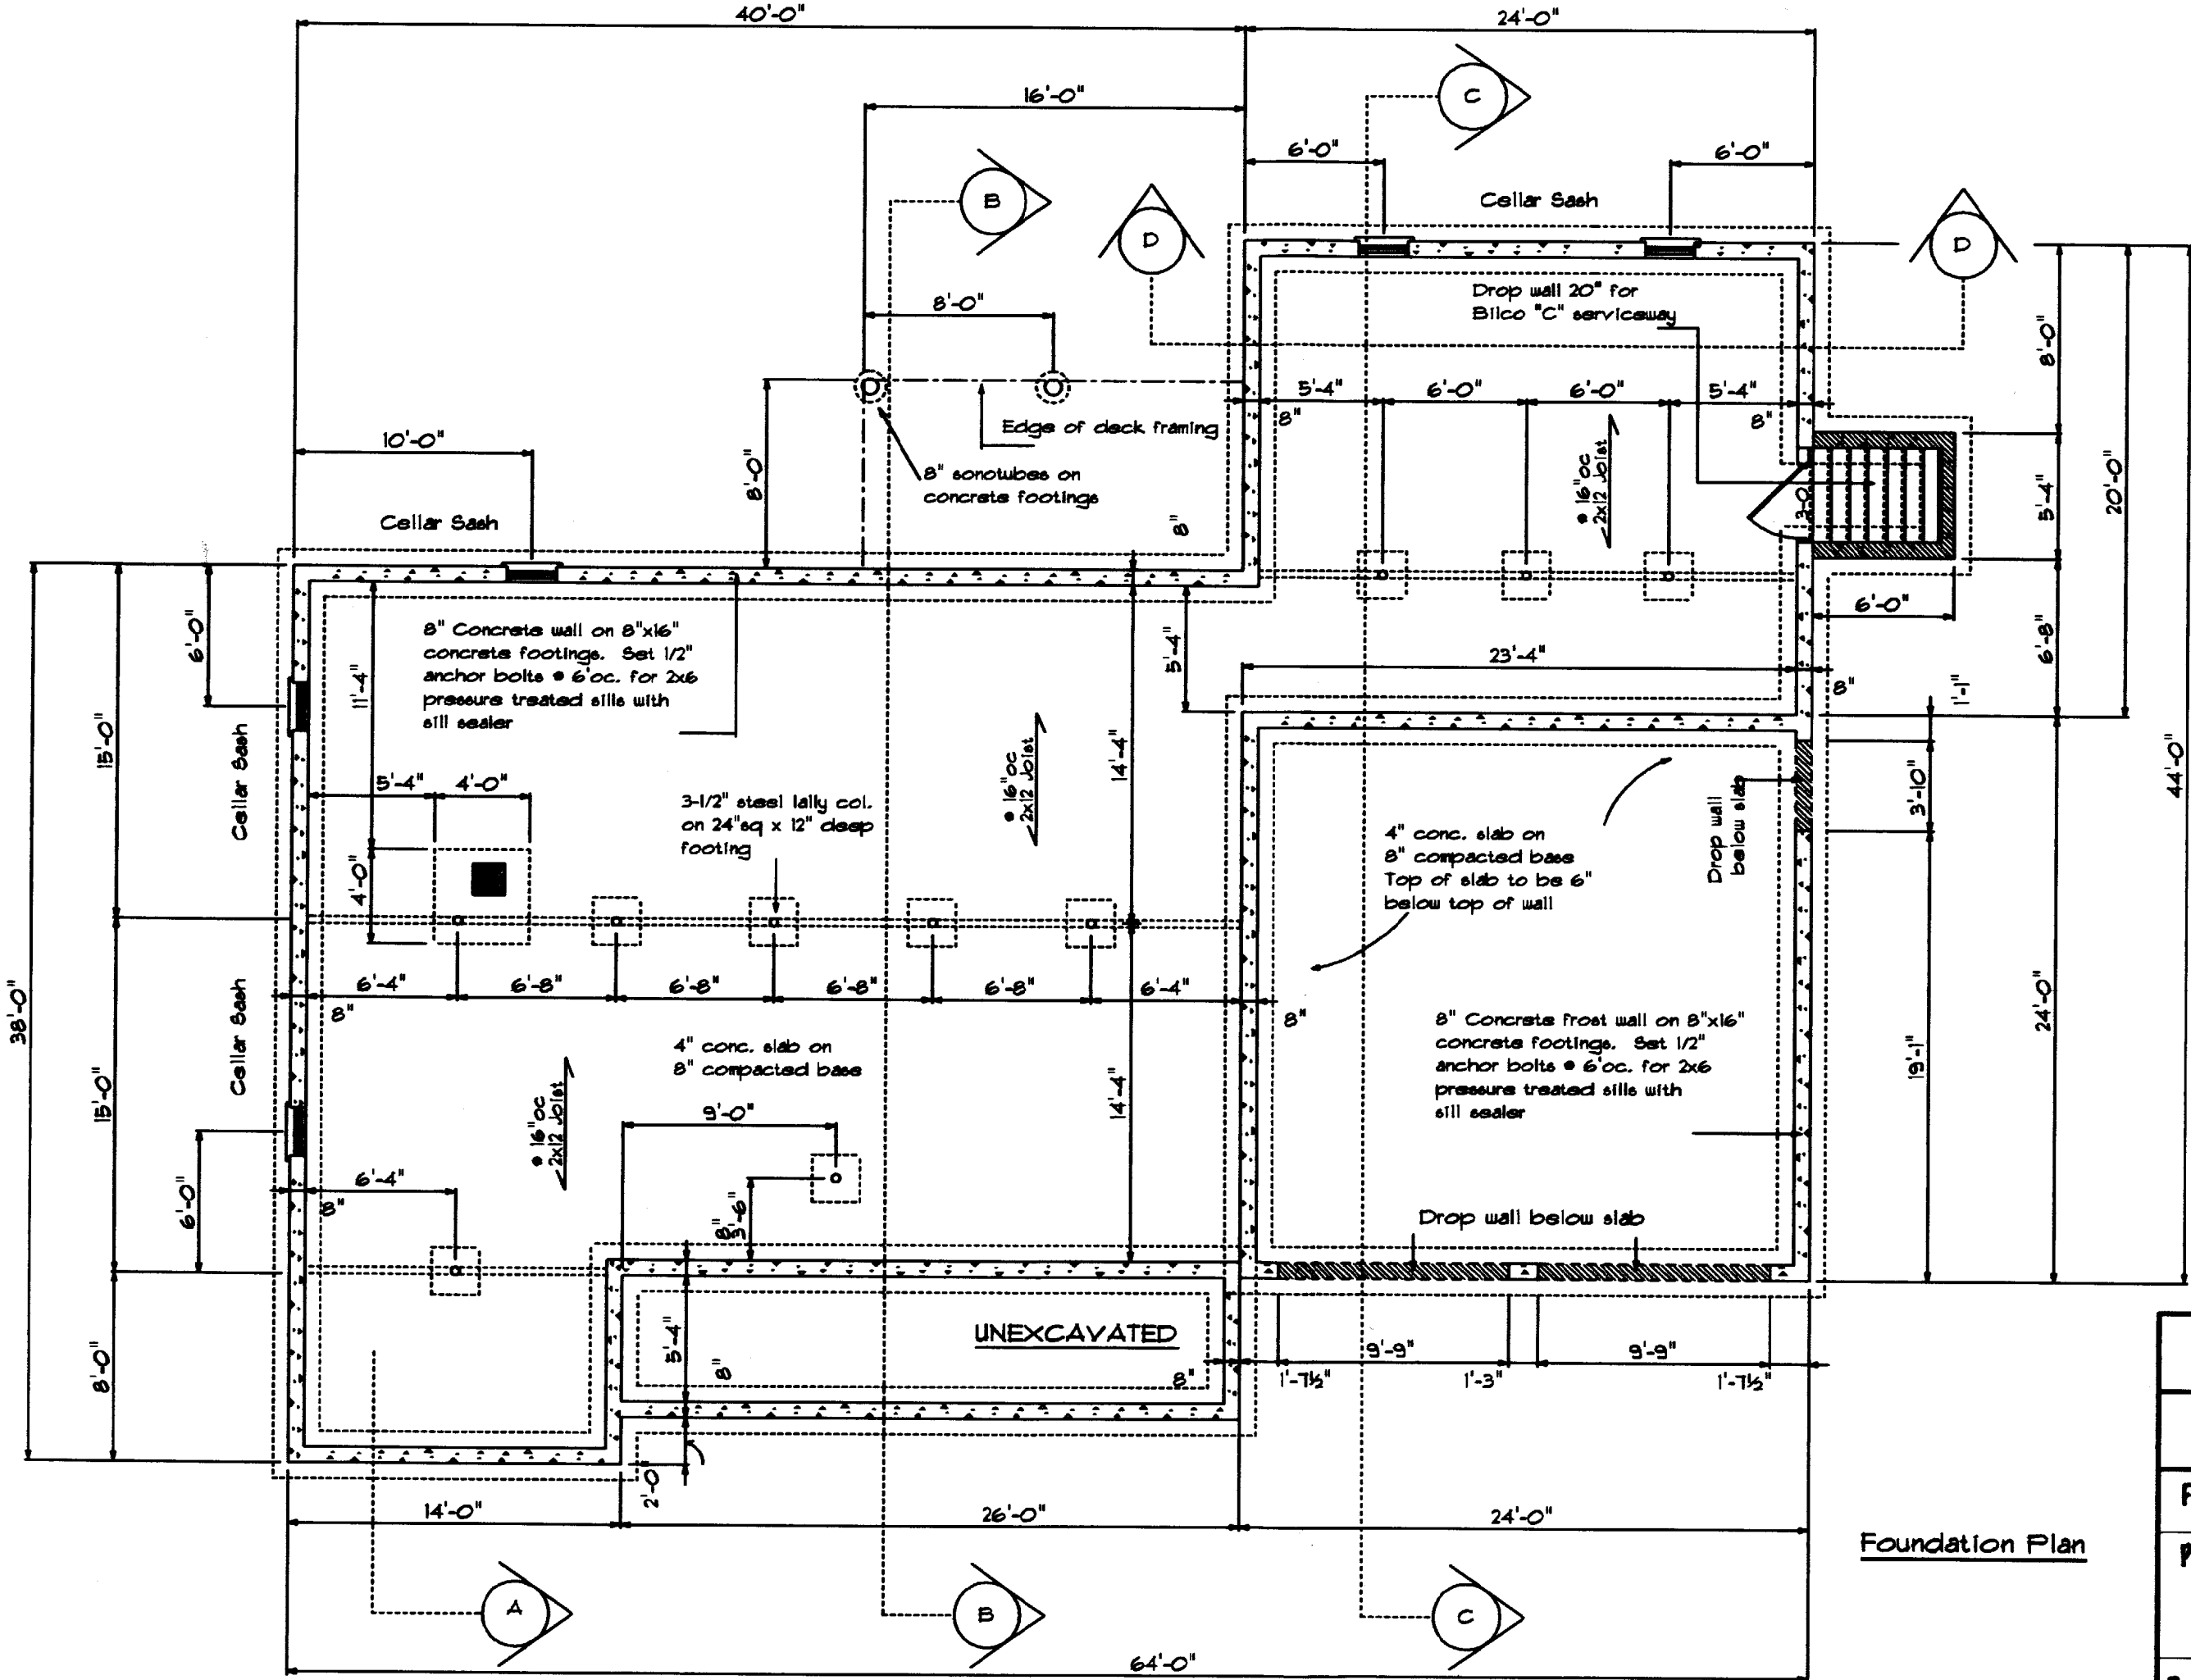 40'-0"
24'-0"
16'-0"
C
6'-0"
6'-0"
B
Cellar Sash
D
D
8'-0"
Drop wall 20" for
Bilco "C" serviceway
8'-0"
5'-4"
6'-0"
6'-0"
5'-4"
8"
8"
Edge of deck framing
10'-0"
8'-0"
8" sonotubes on
concrete footings
@ 16"oc
2x12 Joist
3-0
5'-4"
20'-0"
Cellar Sash
8"
6'-0"
6'-0"
8" Concrete wall on 8"x16"
concrete footings. Set 1/2"
anchor bolts @ 6'oc. for 2x6
pressure treated sills with
sill sealer
11'-4"
5'-4"
23'-4"
6'-8"
8"
1'-1"
15'-0"
Cellar Sash
@ 16"oc
2x12 Joist
14'-4"
5'-4"
4'-0"
3-1/2" steel lally col.
on 24"sq x 12" deep
footing
4'-0"
4" conc. slab on
8" compacted base
Top of slab to be 6"
below top of wall
Drop wall
below slab
3'-10"
44'-0"
38'-0"
6'-4"
6'-8"
6'-8"
6'-8"
6'-8"
6'-4"
8"
8"
24'-0"
Cellar Sash
15'-0"
4" conc. slab on
8" compacted base
8" Concrete frost wall on 8"x16"
concrete footings. Set 1/2"
anchor bolts @ 6'oc. for 2x6
pressure treated sills with
sill sealer
19'-1"
@ 16"oc
2x12 Joist
9'-0"
14'-4"
6'-0"
6'-4"
8"
8"
3'-6"
Drop wall below slab
8'-0"
5'-4"
8"
UNEXCAVATED
8"
9'-9"
9'-9"
1'-7½"
1'-3"
1'-7½"
2'-0"
14'-0"
26'-0"
24'-0"
Foundation Plan
A
B
C
64'-0"